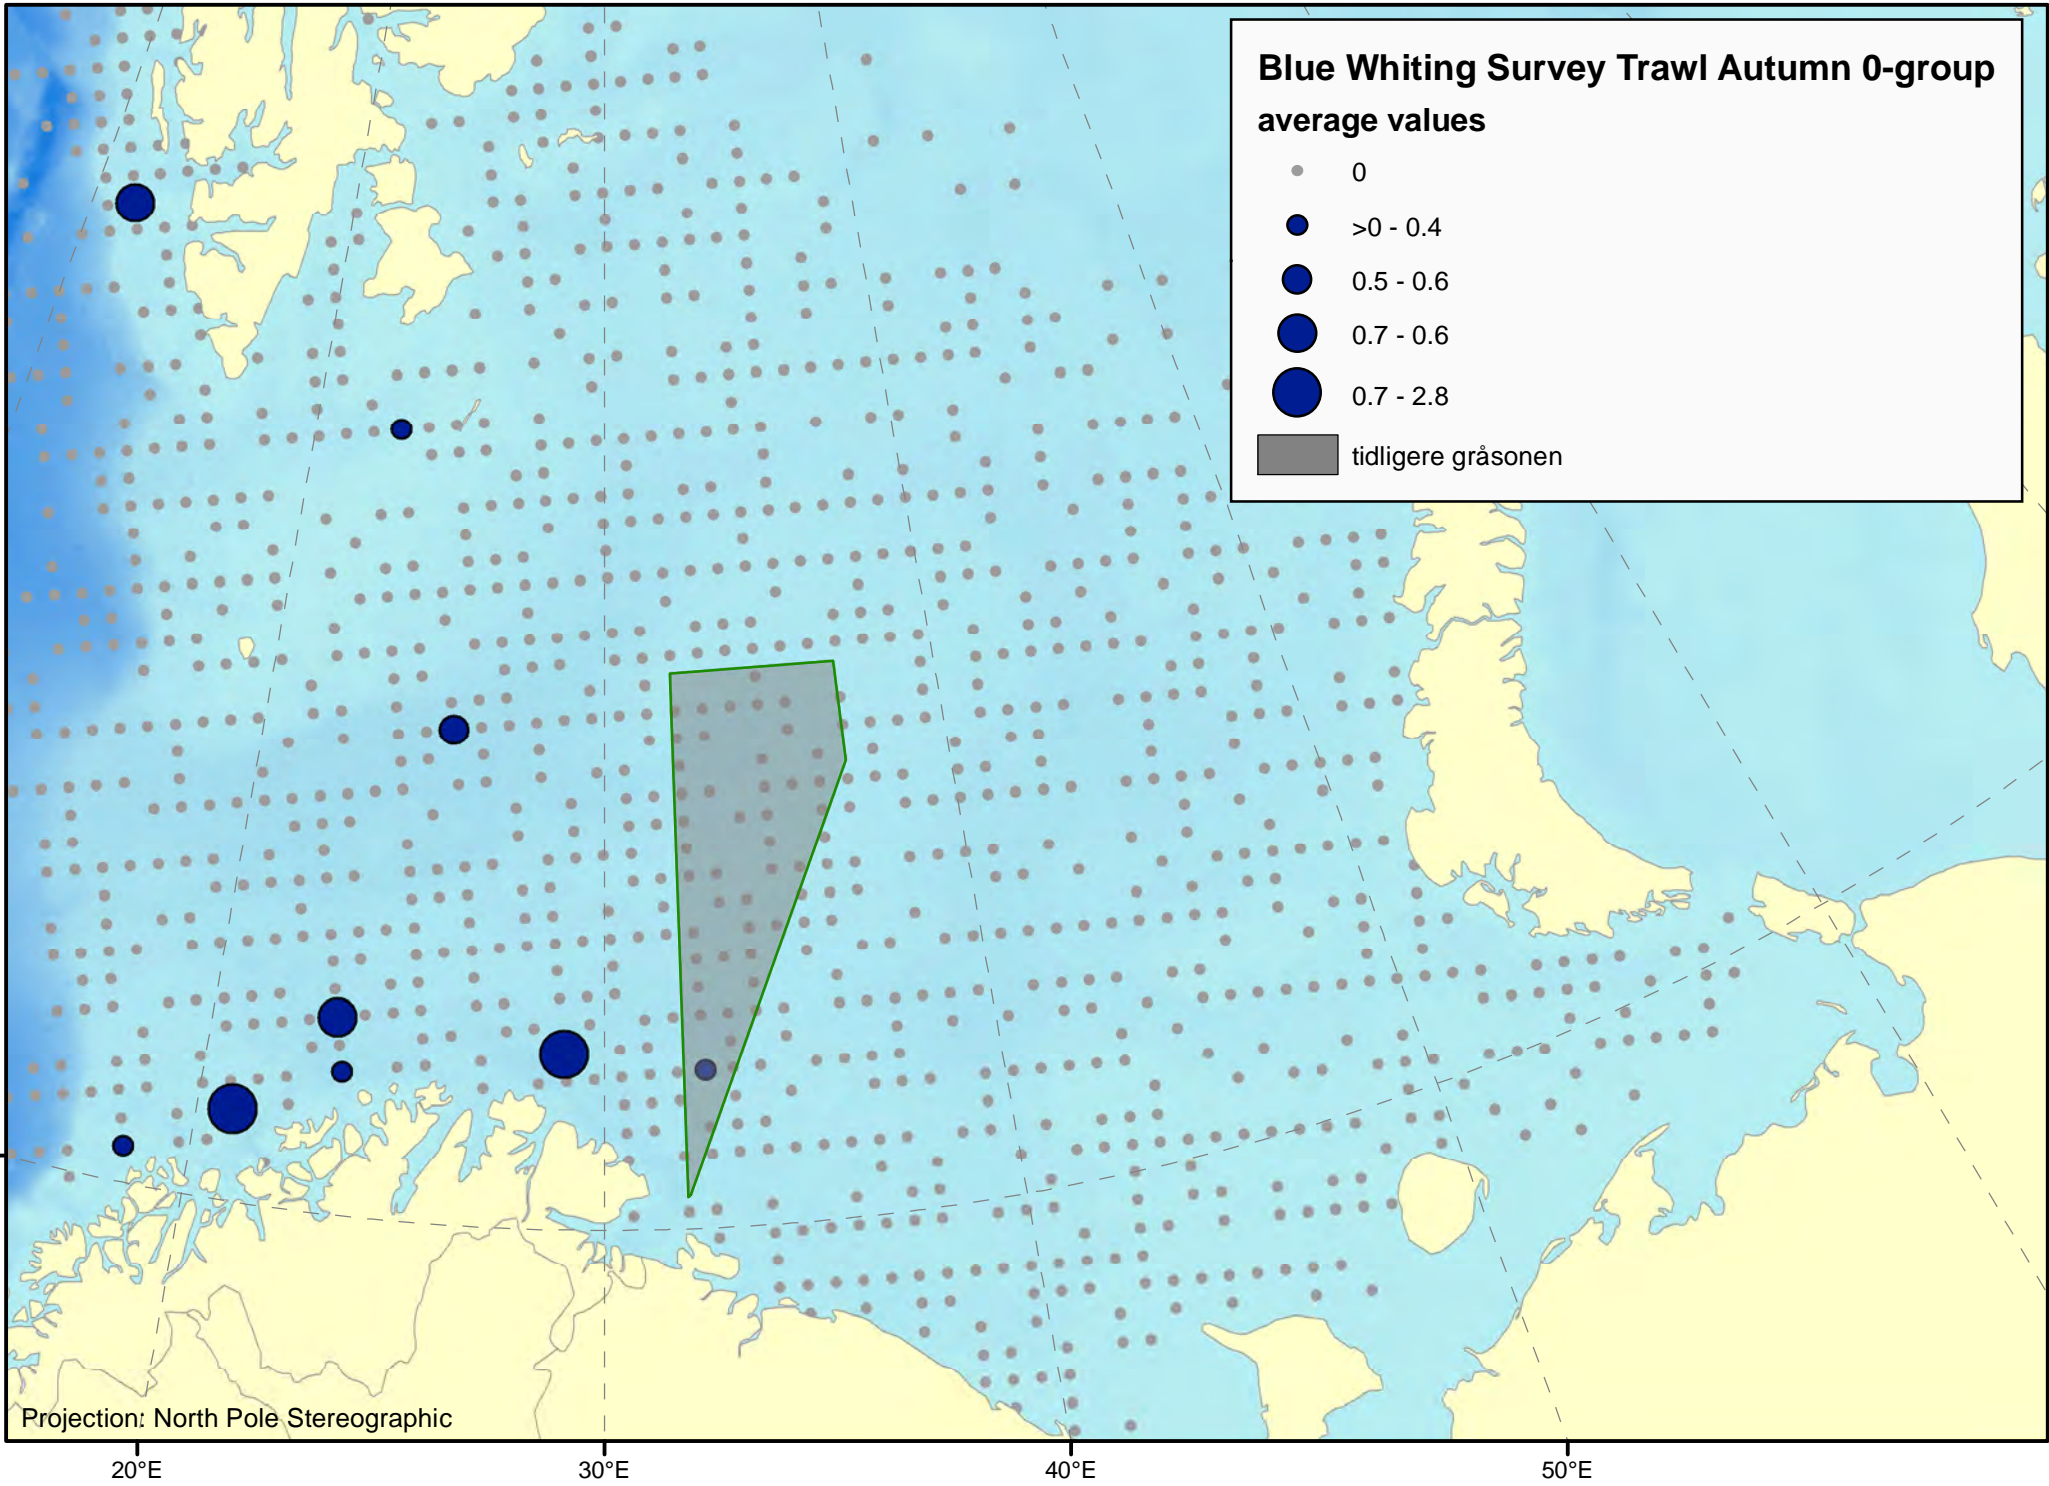 Blue Whiting Survey Trawl Autumn 0-group
average values
0
>0 - 0.4
0.5 - 0.6
0.7 - 0.6
0.7 - 2.8
tidligere gråsonen
Projection: North Pole Stereographic
20°E 30°E 40°E 50°E